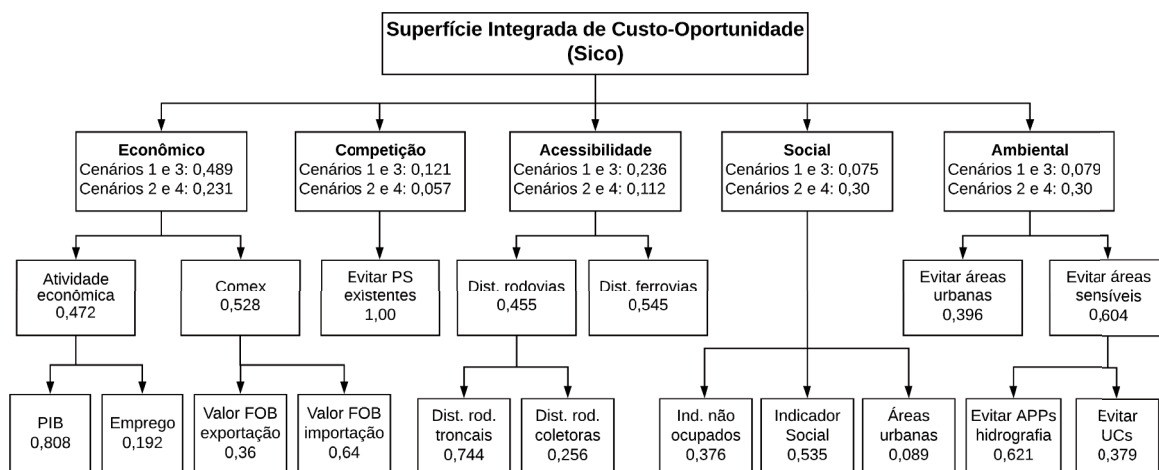 Superfície Integrada de Custo-Oportunidade
(Sico)
Econômico
Cenários 1 e 3: 0,489
Cenários 2 e 4: 0,231
Competição
Cenários 1 e 3: 0,121
Cenários 2 e 4: 0,057
Acessibilidade
Cenários 1 e 3: 0,236
Cenários 2 e 4: 0,112
Social
Cenários 1 e 3: 0,075
Cenários 2 e 4: 0,30
Ambiental
Cenários 1 e 3: 0,079
Cenários 2 e 4: 0,30
Atividade
econômica
0,472
Comex
0,528
Evitar PS
existentes
1,00
Dist. rodovias
0,455
Dist. ferrovias
0,545
Evitar áreas
urbanas
0,396
Evitar áreas
sensíveis
0,604
PIB
0,808
Emprego
0,192
Valor FOB
exportação
0,36
Valor FOB
importação
0,64
Dist. rod.
troncais
0,744
Dist. rod.
coletoras
0,256
Ind. não
ocupados
0,376
Indicador
Social
0,535
Áreas
urbanas
0,089
Evitar APPs
hidrografia
0,621
Evitar
UCs
0,379